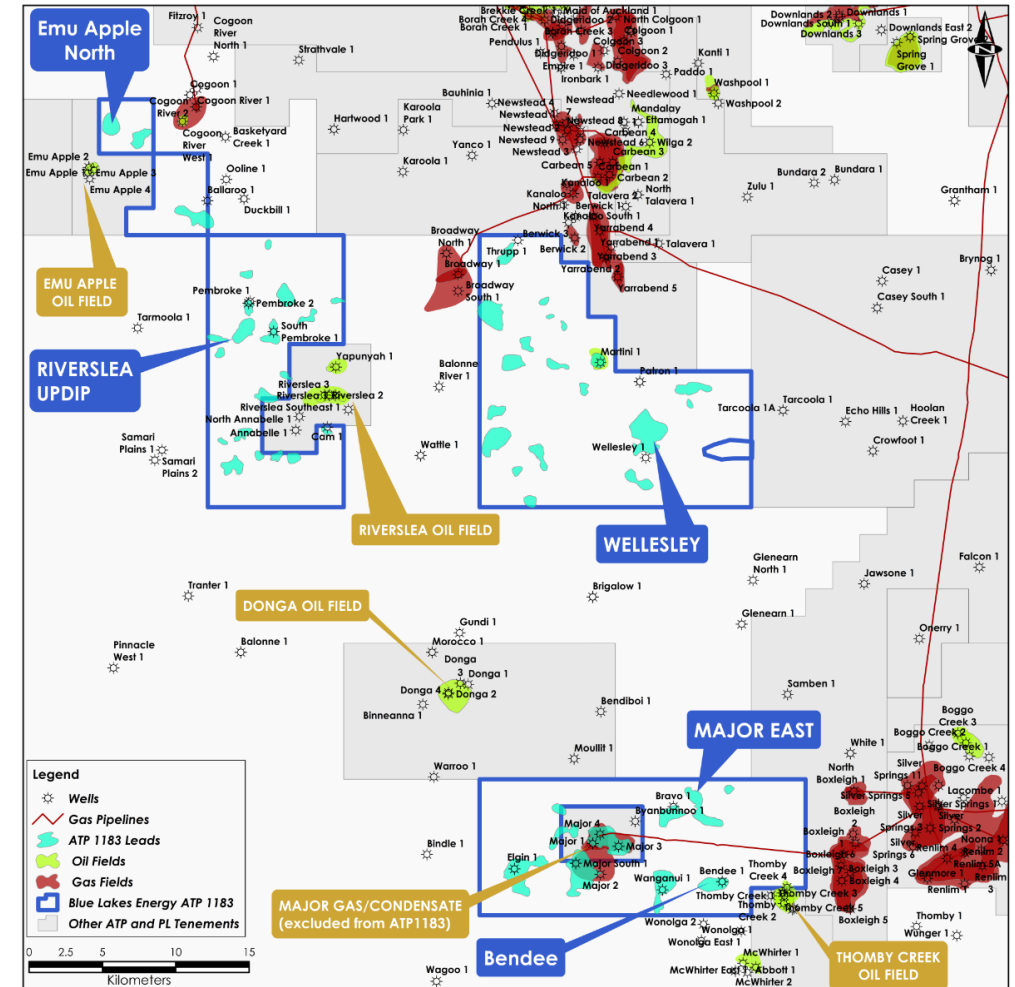 Emu Apple
North
Fitzroy 1
Cogoon
River
North 1
Strathvale 1
Cogoon 1
Cogoon
River 2
Cogoon River 1
Cogoon
River
West 1
Basketyard
Creek 1
Hartwood 1
Bauhinia 1
Karoola
Park 1
Yanco 1
Karoola 1
Ooline 1
Ballaroo 1
Duckbill 1
Emu Apple 2
Emu Apple 3
Emu Apple 4
EMU APPLE
OIL FIELD
Brekkie Creek 1
Maid of Auckland 1
Borah Creek 4
Didgeridoo 2
North Colgoon 1
Borah Creek 1
Borah Creek 3
Colgoon 1
Pendulus 1
Colgoon 3
Colgoon 2
Didgeridoo 1
Empire 1
Didgeridoo 3
Ironbark 1
Kanti 1
Paddo 1
Downlands 2
Downlands 1
Downlands South 1
Downlands 3
Downlands East 2
Spring Grove 2
Spring
Grove 1
Washpool 1
Washpool 2
Newstead 4
Newstead
Needlewood 1
Newstead
7
Mandalay
Newstead 8
Ettamogah 1
Newstead 2
Carbean 4
Newstead 9
Newstead 6
Wilga 2
Newstead 3
Carbean 3
Carbean 5
Carbean 1
Carbean 2
Kanaloo 1
Talavera 2
North
Talavera 1
Kanaloo
North 1
Berwick 1
Kanaloo South 1
Yarrabend 4
Berwick 3
Berwick 2
Yarrabend 1
Talavera 1
Yarrabend 3
Yarrabend 2
Yarrabend 5
Zulu 1
Bundara 2
Bundara 1
Grantham 1
Brynog 1
Casey 1
Casey South 1
Broadway
North 1
Broadway 1
Broadway
South 1
Thrupp 1
Pembroke 1
Pembroke 2
South
Pembroke 1
Tarmoola 1
RIVERSLEA
UPDIP
Yapunyah 1
Riverslea 3
Riverslea 1
Riverslea 2
Riverslea Southeast 1
North Annabelle 1
Annabelle 1
Cam 1
Samari
Plains 1
Samari
Plains 2
RIVERSLEA OIL FIELD
Balonne
River 1
Wattle 1
Martini 1
Patron 1
Wellesley 1
WELLESLEY
Tarcoola 1A
Tarcoola 1
Echo Hills 1
Hoolan
Creek 1
Crowfoot 1
Glenearn
North 1
Glenearn 1
Falcon 1
Jawsone 1
Onerry 1
Samben 1
Tranter 1
Brigalow 1
DONGA OIL FIELD
Pinnacle
West 1
Balonne 1
Gundi 1
Morocco 1
Donga
3
Donga 1
Donga 4
Donga 2
Binneanna 1
Bendiboi 1
Moullit 1
Warroo 1
MAJOR EAST
Boggo
Creek 3
Boggo Creek 2
Boggo Creek 1
Boggo Creek 4
White 1
North
Boxleigh 1
Silver
Springs 11
Lacombe 1
Silver Springs 5
Silver Springs 1
Silver
Springs 3
Silver
Springs 2
Silver
Springs 6
Noona 1
Renlim 4
Renlim 2
Renlim 5A
Renlim
3
Renlim 1
Glenmore 1
Boxleigh
2
Boxleigh 6
Boxleigh 7
Boxleigh 3
Boxleigh 4
Boxleigh 5
Bravo 1
Byanbunnoo 1
Major 4
Major 1
Major 3
Major South 1
Major 2
Elgin 1
Bindle 1
Wanganui 1
Bendee 1
Thomby
Creek 4
Thomby Creek 1
Thomby Creek 3
Thomby
Creek 2
Thomby Creek 5
Wonolga 2
Wonolga 1
Wonolga East 1
McWhirter 1
McWhirter East 1
Abbott 1
McWhirter 2
Thomby 1
Wunger 1
Wagoo 1
MAJOR GAS/CONDENSATE
(excluded from ATP1183)
Bendee
THOMBY CREEK
OIL FIELD
Legend
Wells
Gas Pipelines
ATP 1183 Leads
Oil Fields
Gas Fields
Blue Lakes Energy ATP 1183
Other ATP and PL Tenements
0 2.5 5 10 15
Kilometers